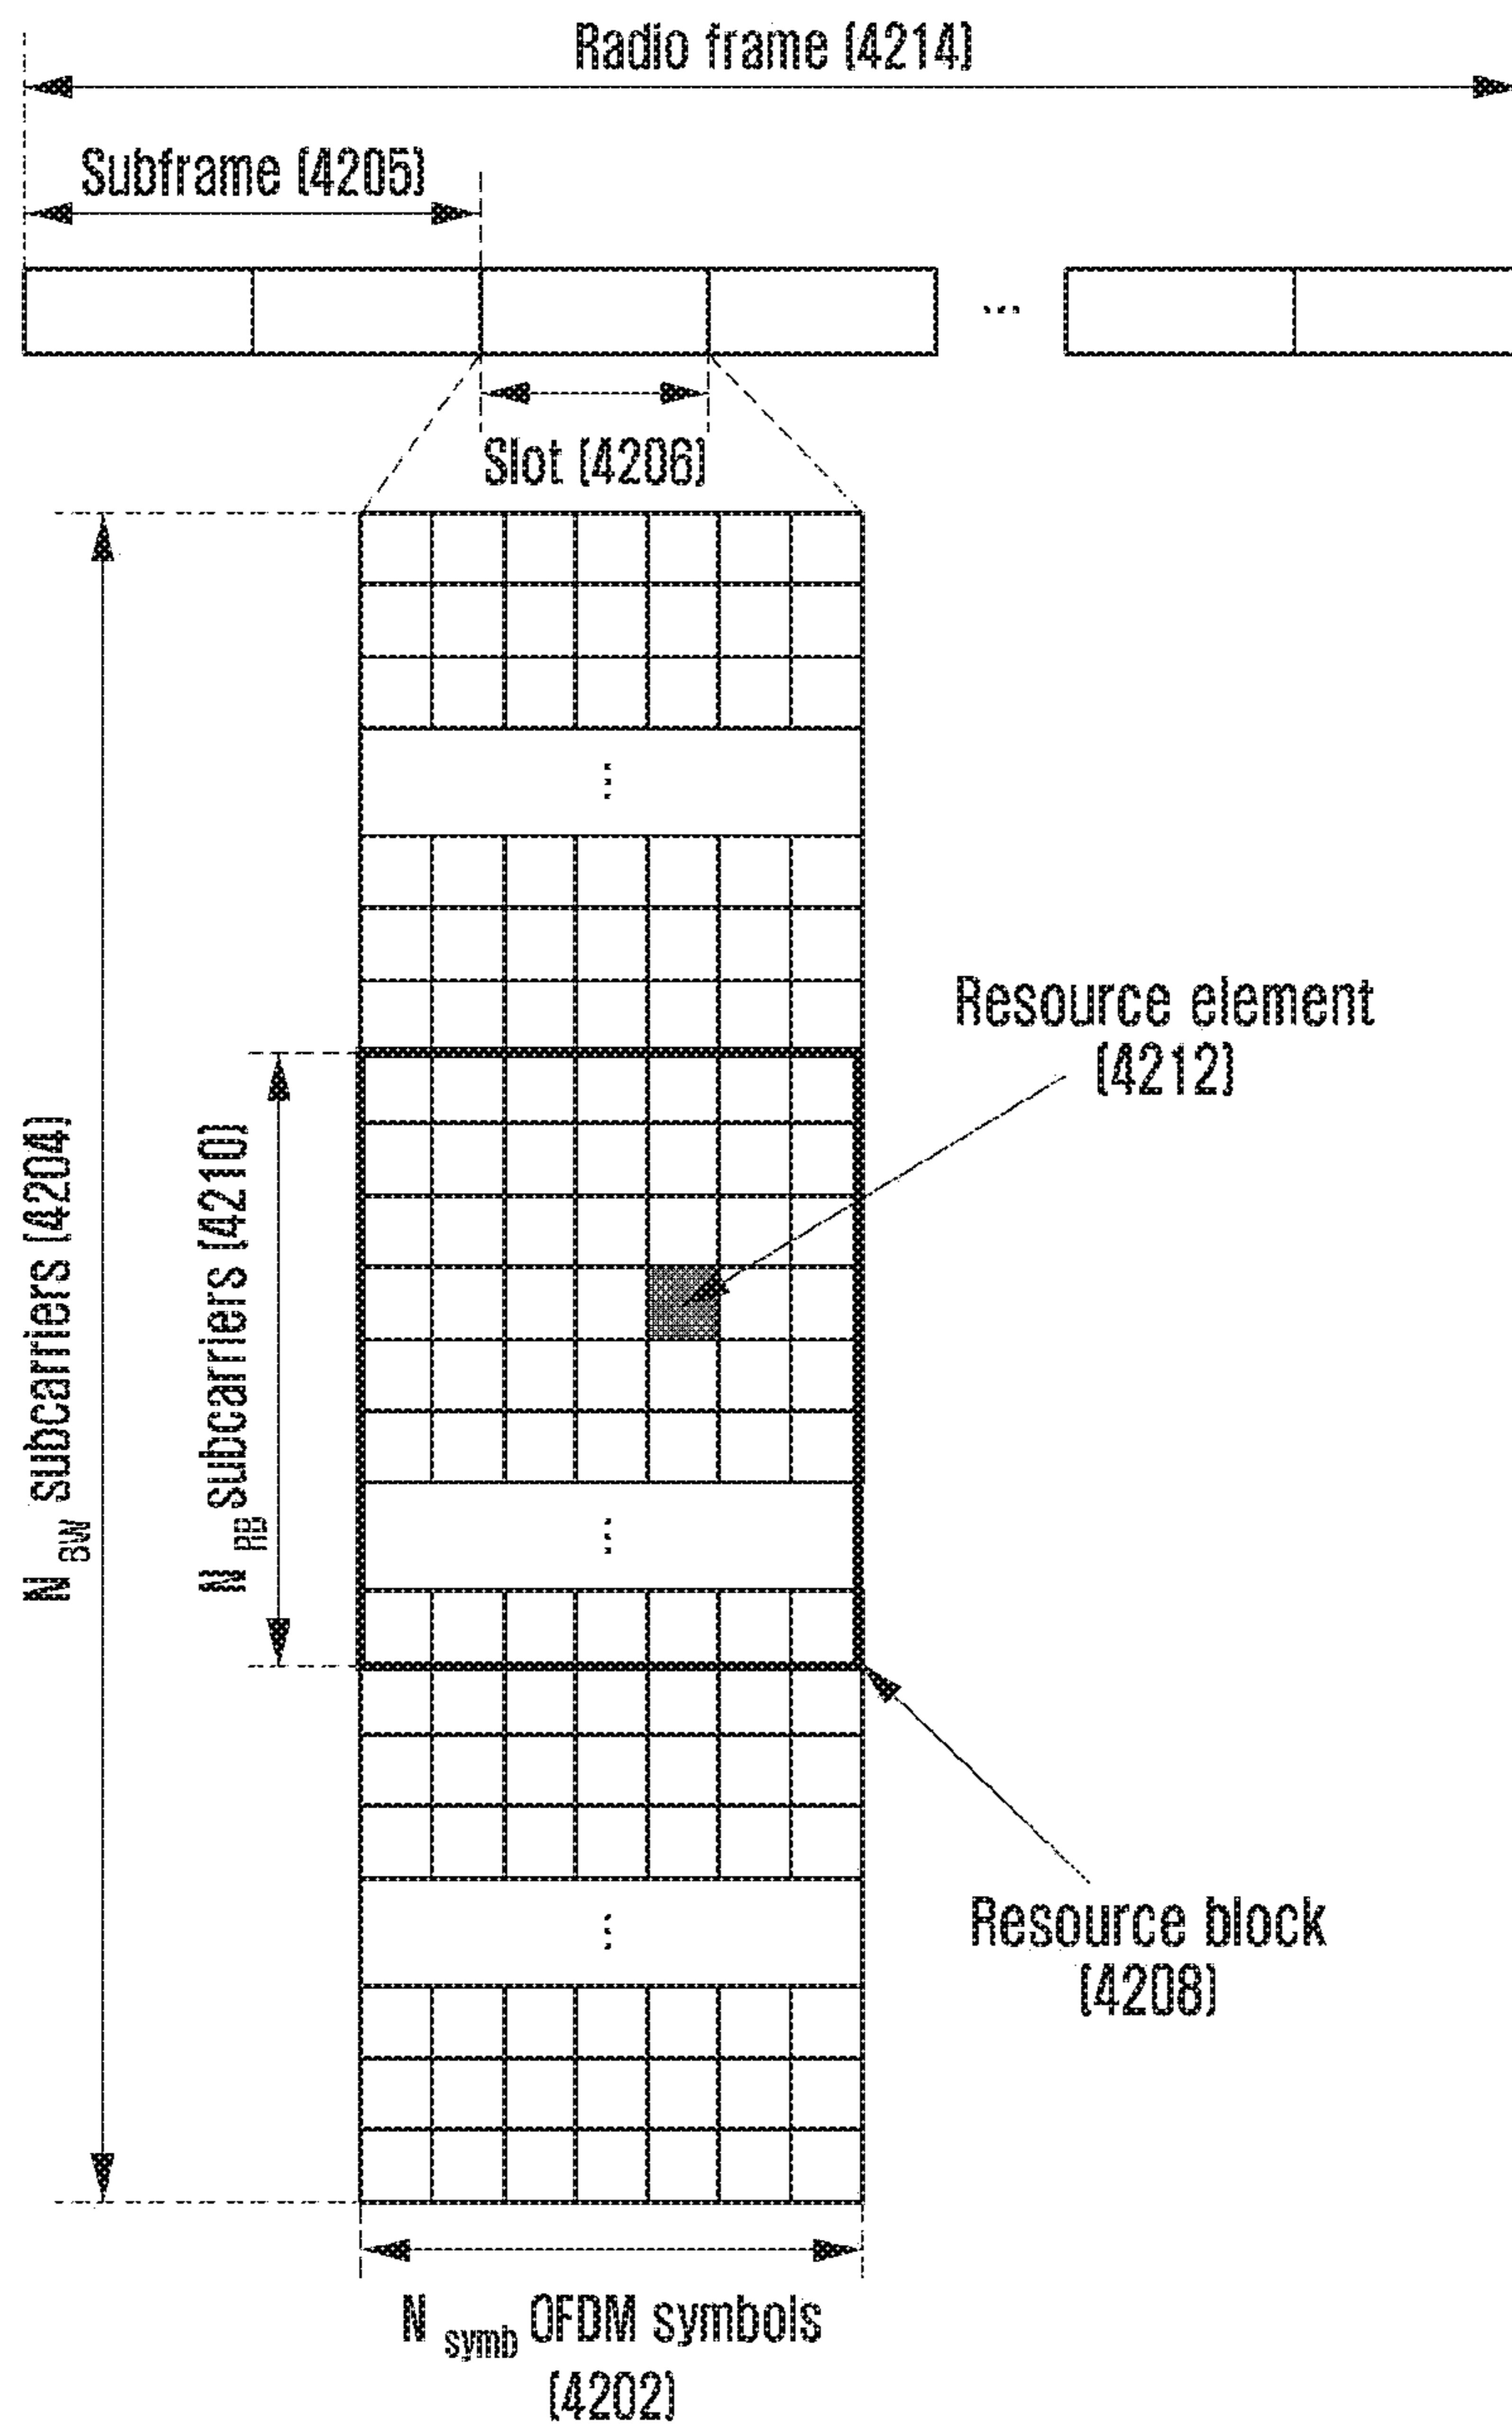 Radio frame (4214)
Subframe (4205)
...
Slot (4206)
Resource element
(4212)
N BW subcarriers (4204)
N RB subcarriers (4210)
Resource block
(4208)
N symb OFDM symbols
(4202)